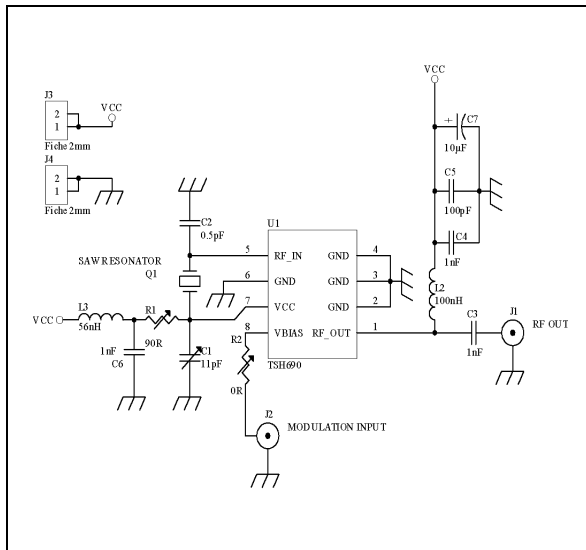 VCC
J3
VCC
2
1
Fiche 2mm
+
C7
10µF
J4
2
1
Fiche 2mm
C5
100pF
C2
0.5pF
U1
C4
1nF
5
RF_IN
GND
4
SAW RESONATOR
Q1
6
GND
GND
3
7
VCC
GND
2
L2
100nH
VCC
L3
56nH
R1
90R
8
VBIAS
RF_OUT
1
J1
RF OUT
C3
1nF
1nF
C6
C1
11pF
R2
0R
TSH690
J2
MODULATION INPUT